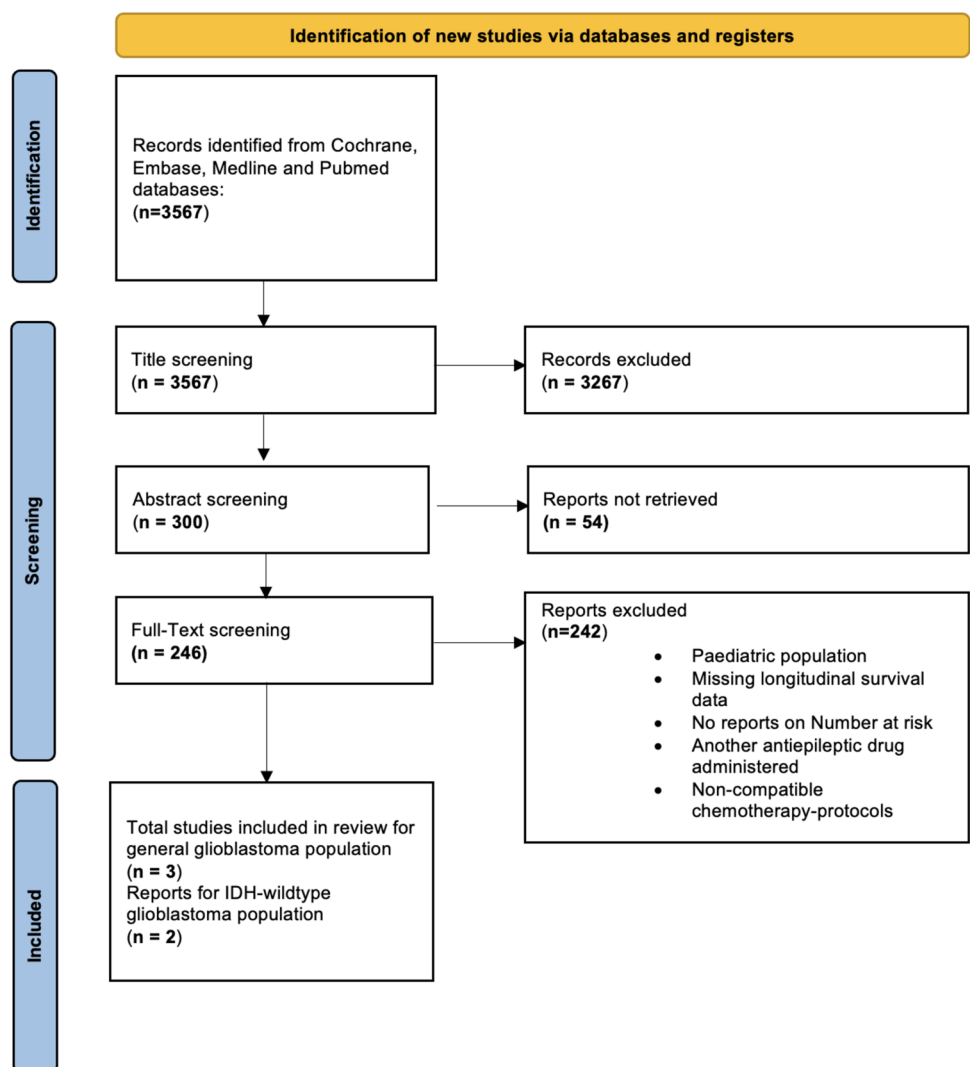 Identification of new studies via databases and registers
Identification
Records identified from Cochrane,
Embase, Medline and Pubmed
databases:
(n=3567)
Screening
Title screening
(n = 3567)
Records excluded
(n = 3267)
Abstract screening
(n = 300)
Reports not retrieved
(n = 54)
Full-Text screening
(n = 246)
Reports excluded
(n=242)
• Paediatric population
• Missing longitudinal survival
data
• No reports on Number at risk
• Another antiepileptic drug
administered
• Non-compatible
chemotherapy-protocols
Included
Total studies included in review for
general glioblastoma population
(n = 3)
Reports for IDH-wildtype
glioblastoma population
(n = 2)